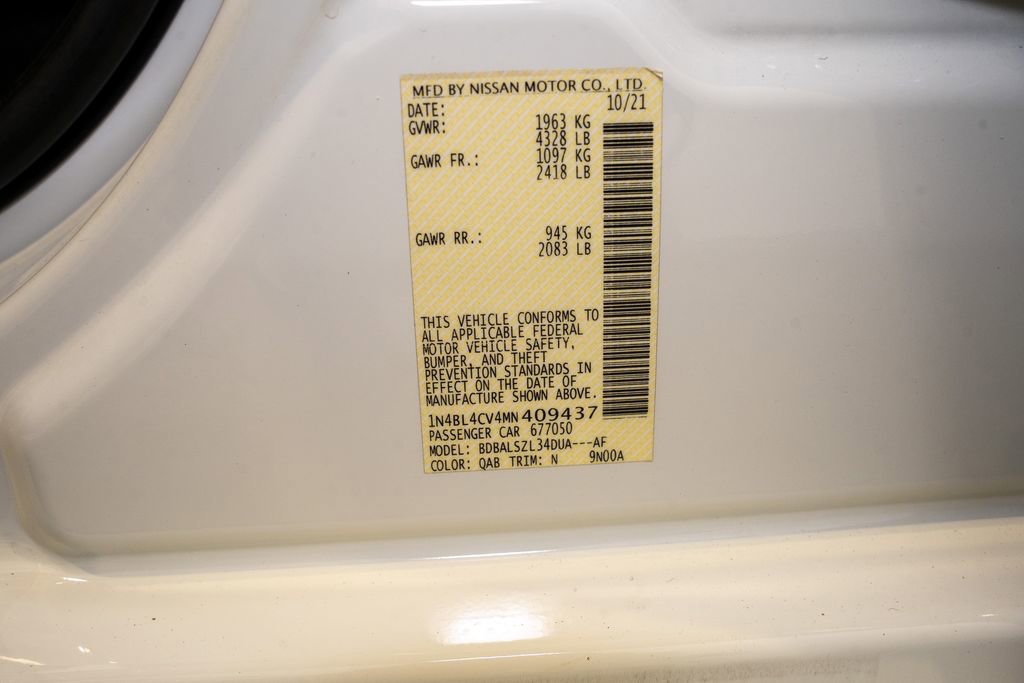 MFD BY NISSAN MOTOR CO., LTD.
DATE: 10/21
GVWR: 1963 KG
4328 LB
GAWR FR.: 1097 KG
2418 LB
GAWR RR.: 945 KG
2083 LB
THIS VEHICLE CONFORMS TO
ALL APPLICABLE FEDERAL
MOTOR VEHICLE SAFETY,
BUMPER, AND THEFT
PREVENTION STANDARDS IN
EFFECT ON THE DATE OF
MANUFACTURE SHOWN ABOVE.
1N4BL4CV4MN409437
PASSENGER CAR 677050
MODEL: BDBALSZL34DUA---AF
COLOR: QAB TRIM: N 9N00A